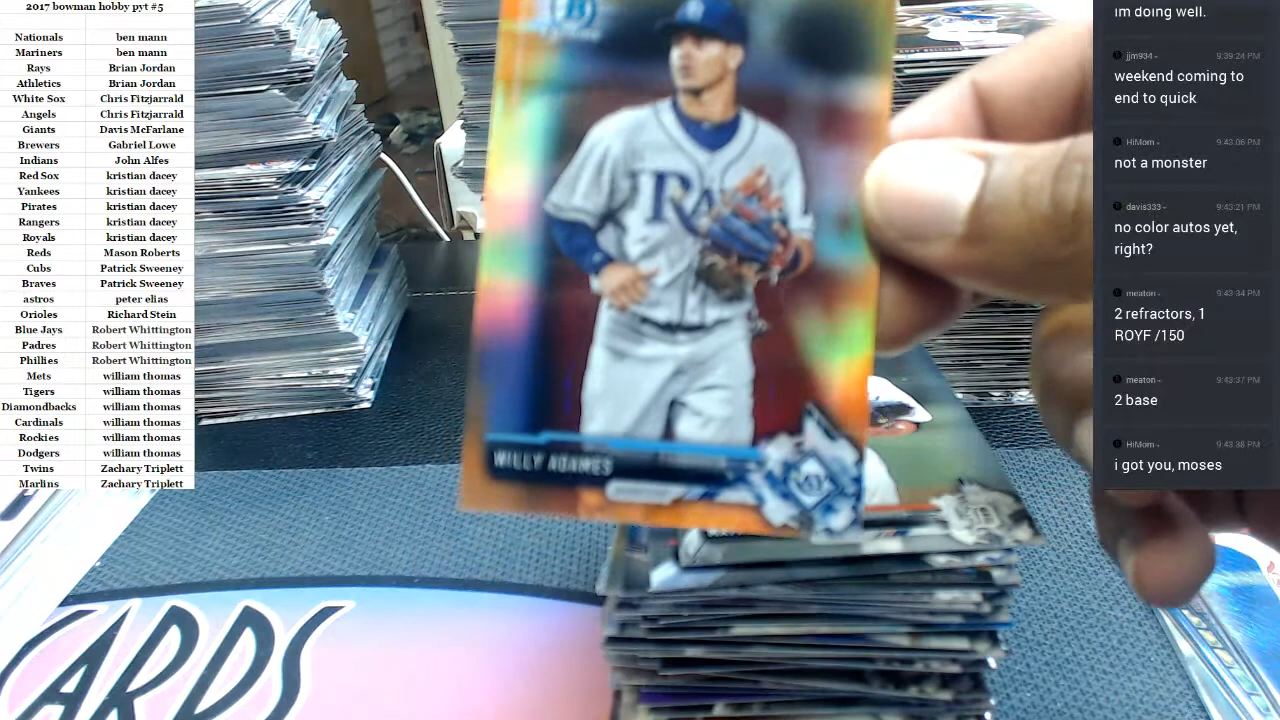 2017 bowman hobby pyt #5
Nationals ben mann
Mariners ben mann
Rays Brian Jordan
Athletics Brian Jordan
White Sox Chris Fitzjarrald
Angels Chris Fitzjarrald
Giants Davis McFarlane
Brewers Gabriel Lowe
Indians John Alfes
Red Sox kristian dacey
Yankees kristian dacey
Pirates kristian dacey
Rangers kristian dacey
Royals kristian dacey
Reds Mason Roberts
Cubs Patrick Sweeney
Braves Patrick Sweeney
astros peter elias
Orioles Richard Stein
Blue Jays Robert Whittington
Padres Robert Whittington
Phillies Robert Whittington
Mets william thomas
Tigers william thomas
Diamondbacks william thomas
Cardinals william thomas
Rockies william thomas
Dodgers william thomas
Twins Zachary Triplett
Marlins Zachary Triplett
WILLY ADAMES
CARDS
im doing well.
jjm934 - 9:39:24 PM
weekend coming to
end to quick
HiMom - 9:43:06 PM
not a monster
davis333 - 9:43:21 PM
no color autos yet,
right?
meaton - 9:43:34 PM
2 refractors, 1
ROYF /150
meaton - 9:43:37 PM
2 base
HiMom - 9:43:38 PM
i got you, moses